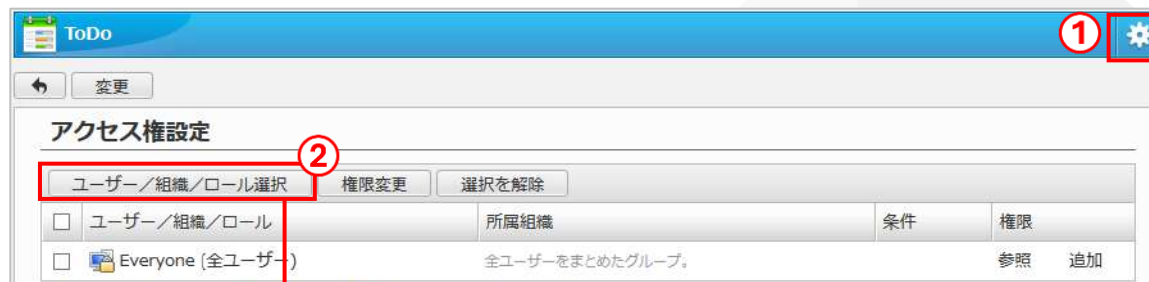 ToDo
①
変更
アクセス権設定
②
ユーザー／組織／ロール選択 権限変更 選択を解除
ユーザー／組織／ロール 所属組織 条件 権限
Everyone (全ユーザー) 全ユーザーをまとめたグループ。 参照 追加